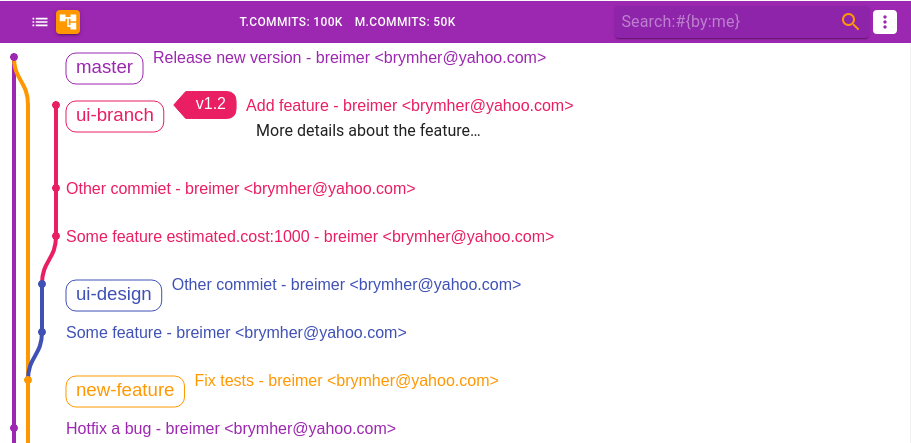 T.COMMITS: 100K M.COMMITS: 50K Search:#{by:me}
master Release new version - breimer <brymher@yahoo.com>
ui-branch v1.2 Add feature - breimer <brymher@yahoo.com>
More details about the feature…
Other commiet - breimer <brymher@yahoo.com>
Some feature estimated.cost:1000 - breimer <brymher@yahoo.com>
ui-design Other commiet - breimer <brymher@yahoo.com>
Some feature - breimer <brymher@yahoo.com>
new-feature Fix tests - breimer <brymher@yahoo.com>
Hotfix a bug - breimer <brymher@yahoo.com>